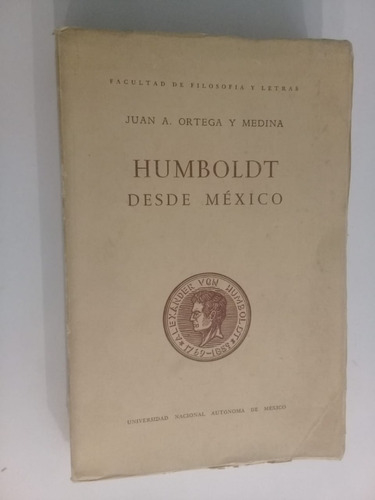 FACULTAD DE FILOSOFIA Y LETRAS
JUAN A. ORTEGA Y MEDINA
HUMBOLDT
DESDE MÉXICO
ALEXANDER VON HUMBOLDT
1769-1859
UNIVERSIDAD NACIONAL AUTONOMA DE MEXICO